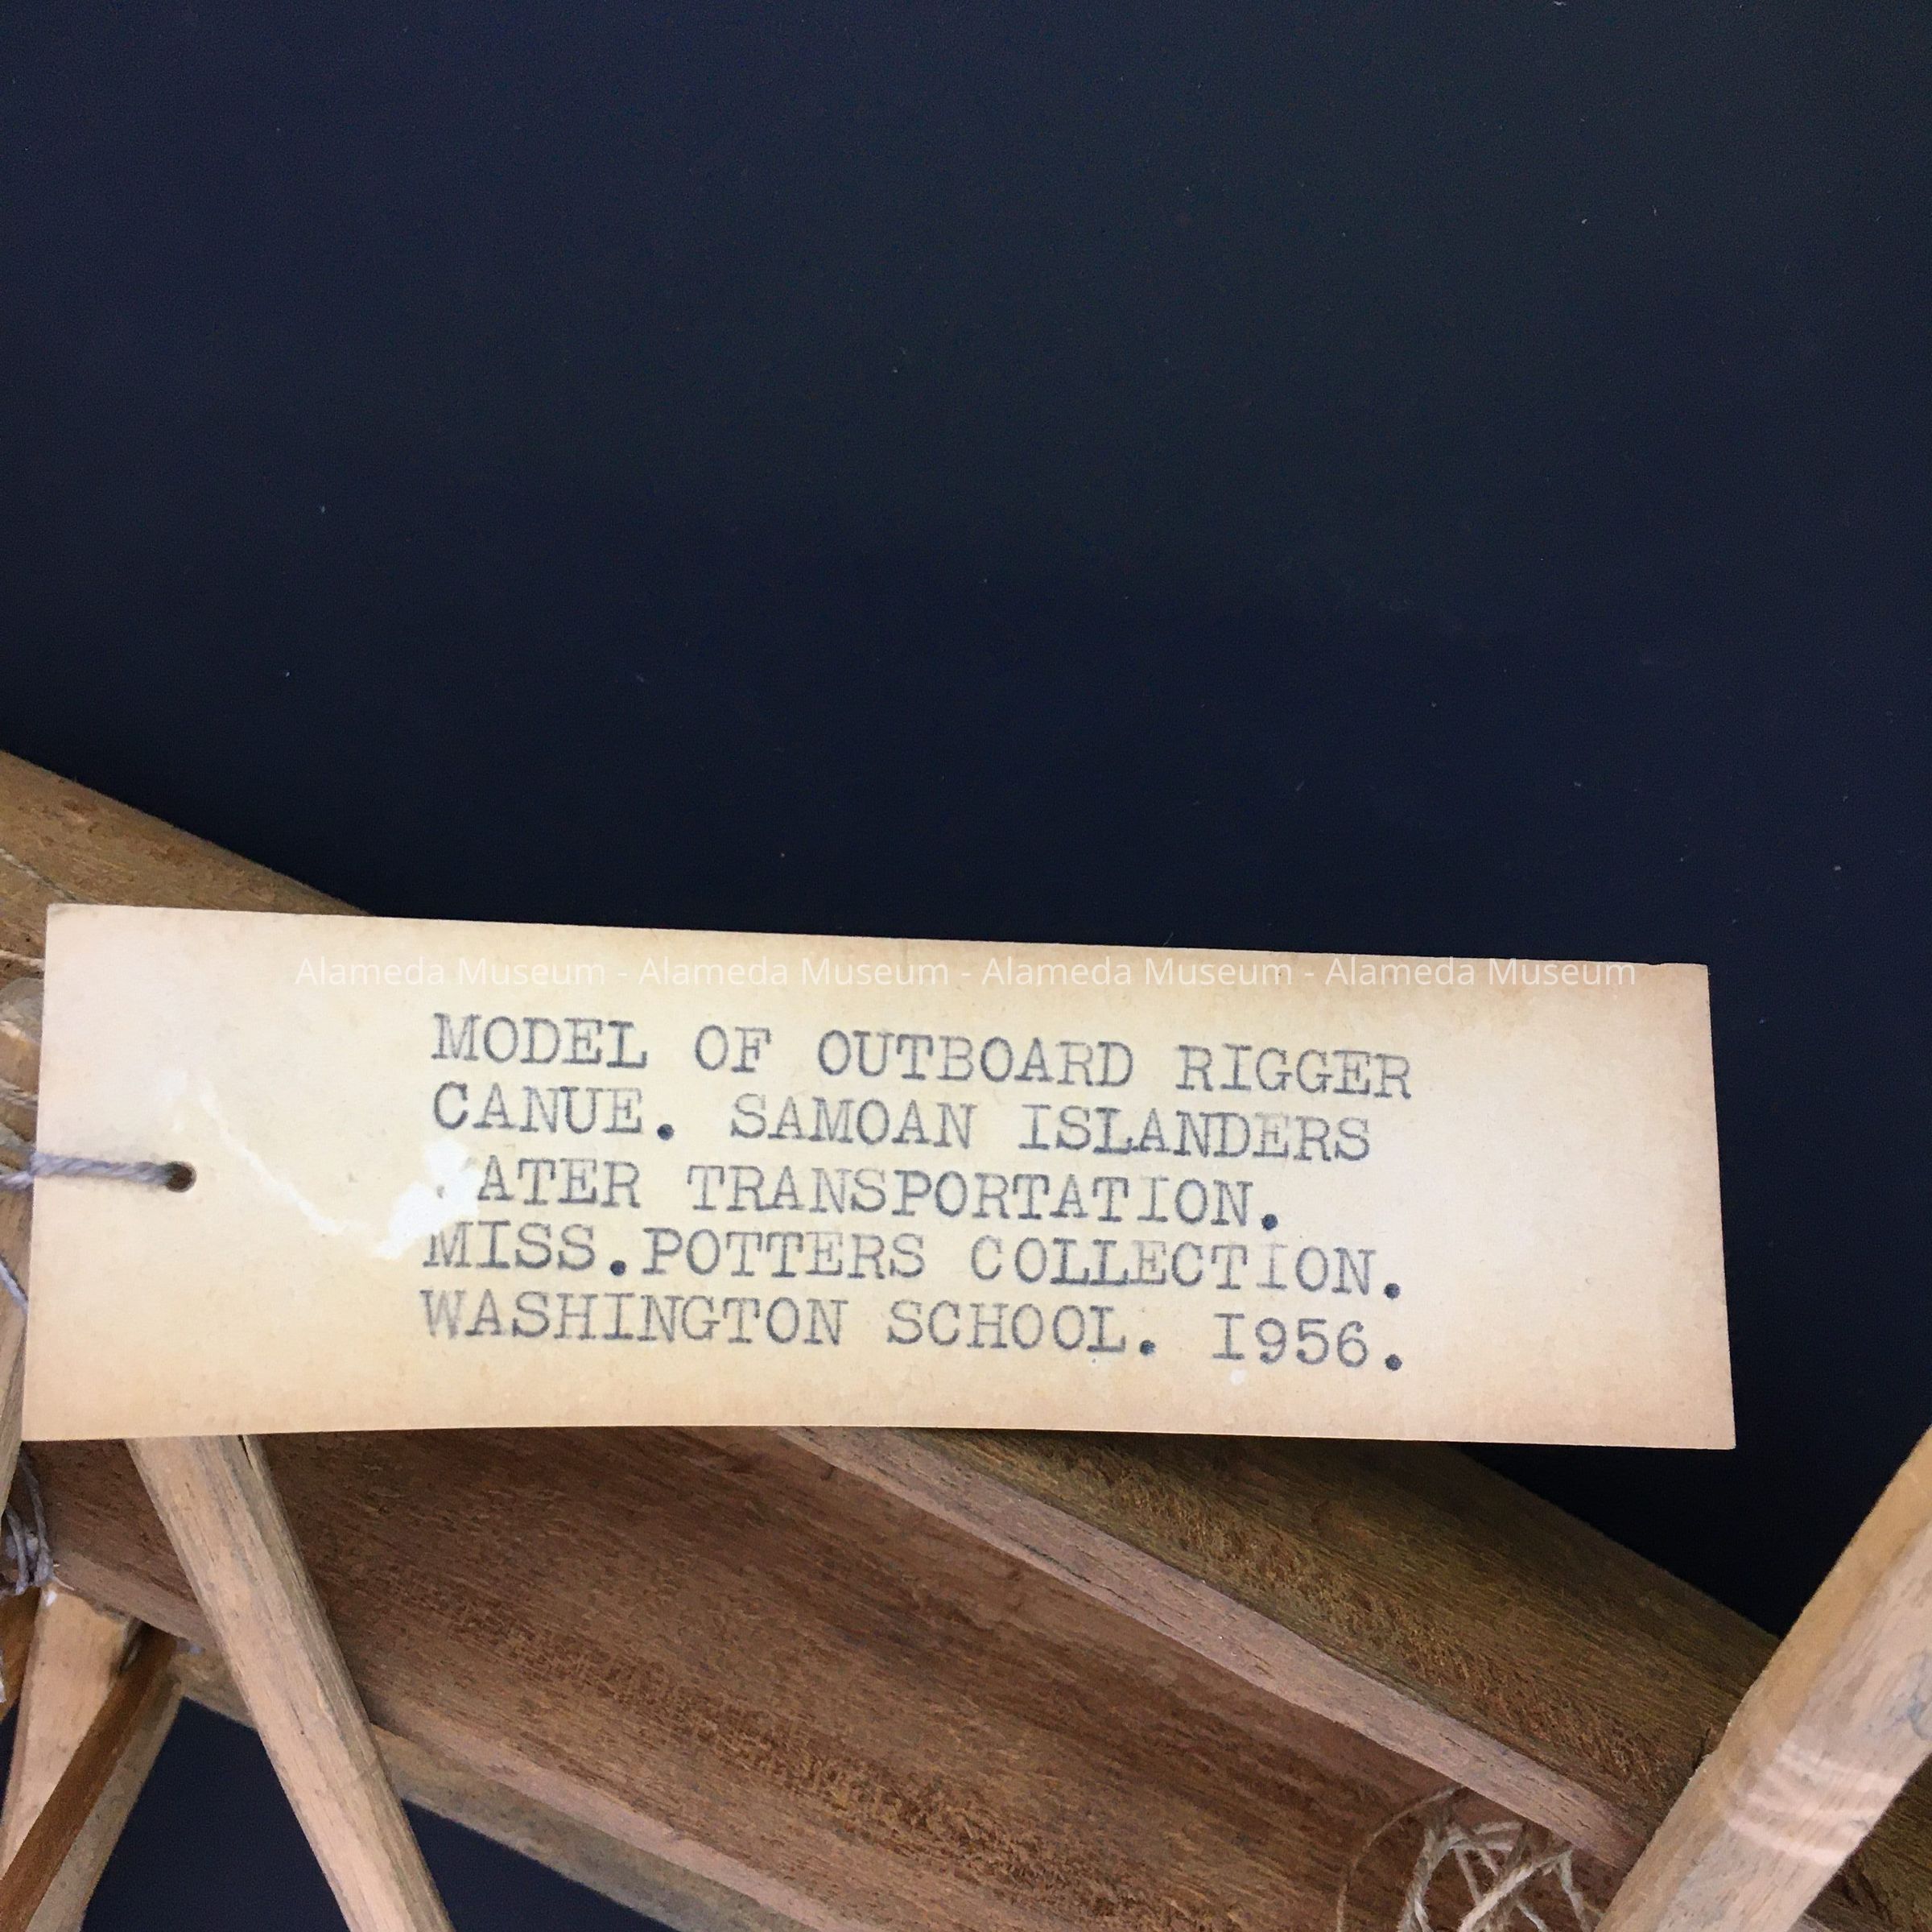 Alameda Museum - Alameda Museum - Alameda Museum - Alameda Museum
MODEL OF OUTBOARD RIGGER
CANUE. SAMOAN ISLANDERS
TRANSPORTATION.
MISS.POTTERS COLLECTION.
WASHINGTON SCHOOL. I956.